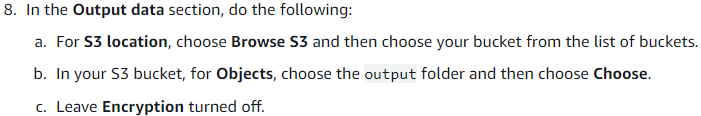 8. In the Output data section, do the following:
a. For S3 location, choose Browse S3 and then choose your bucket from the list of buckets.
b. In your S3 bucket, for Objects, choose the output folder and then choose Choose.
c. Leave Encryption turned off.